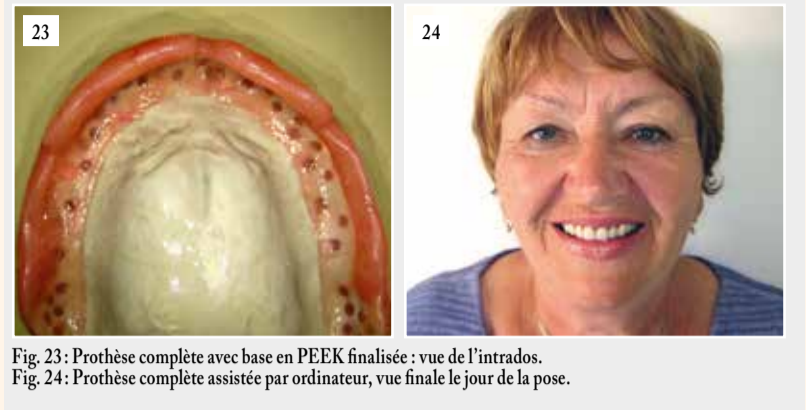 23
24
Fig. 23 : Prothèse complète avec base en PEEK finalisée : vue de l'intrados.
Fig. 24 : Prothèse complète assistée par ordinateur, vue finale le jour de la pose.